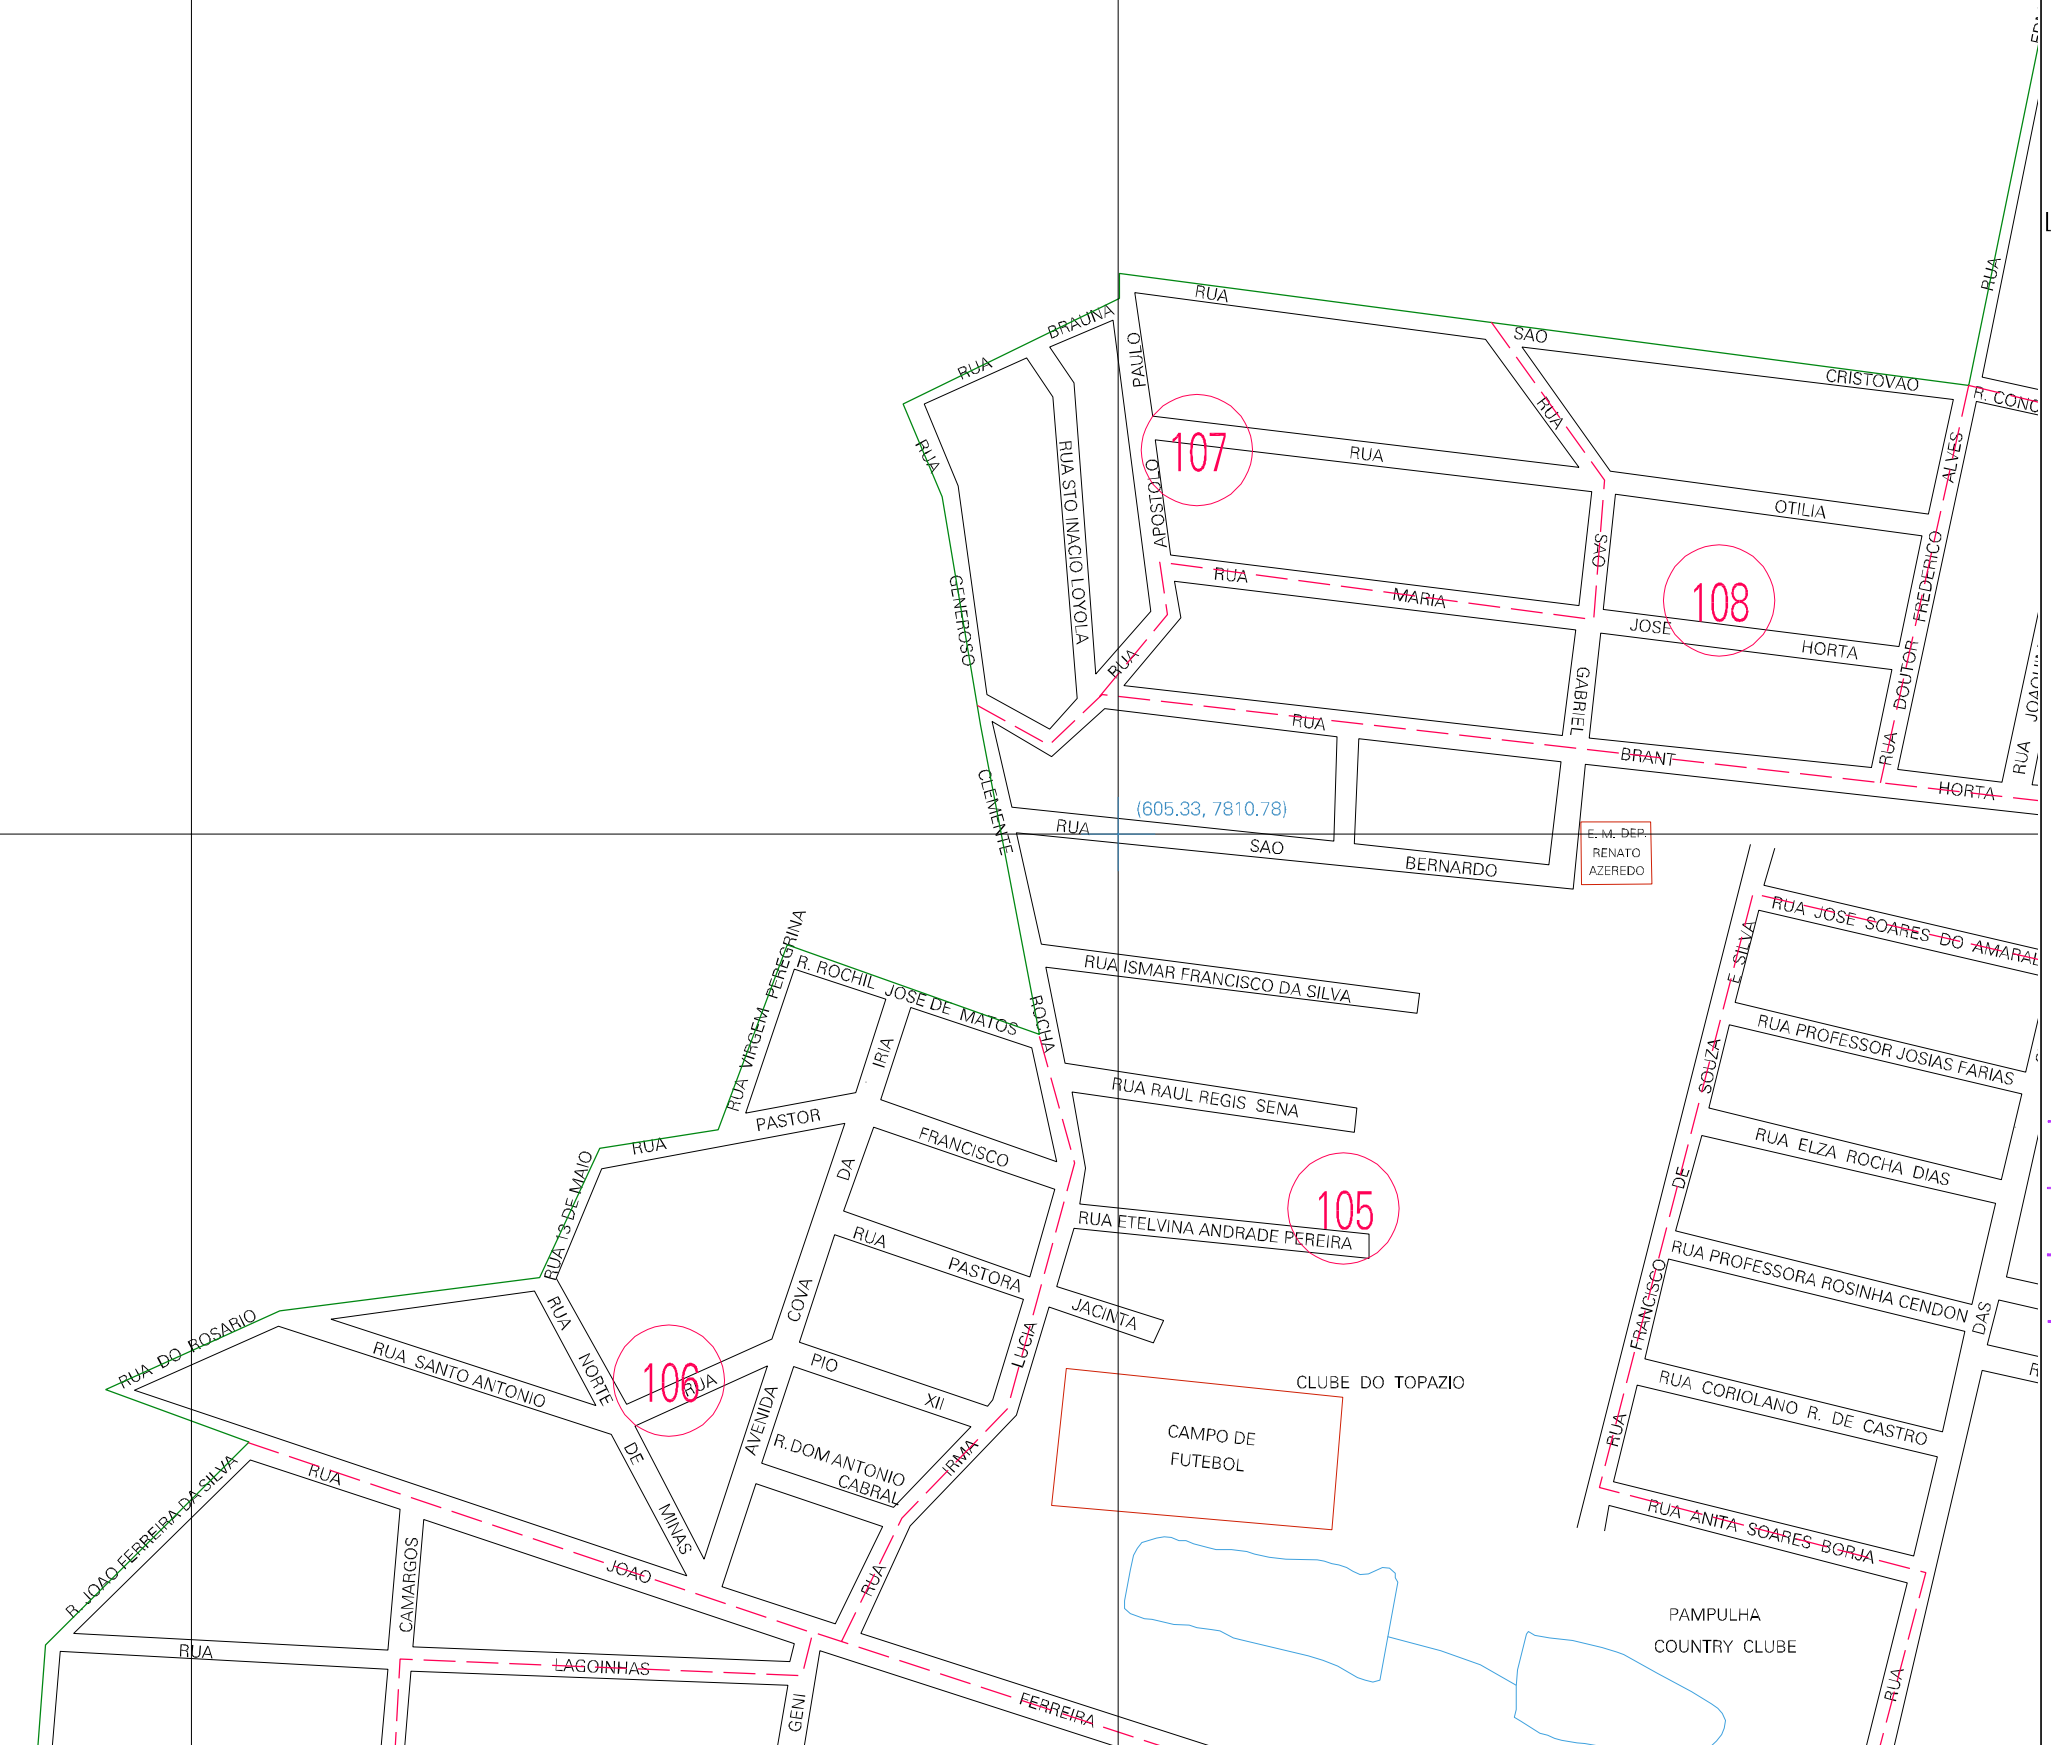 RUA
L
RUA
SAO
BRAUNA
RUA
PAULO
CRISTOVAO
R. CONC
RUA
RUA
107
RUA
ALVES
RUA STO INACIO LOYOLA
APOSTOLO
OTILIA
SAO
FREDERICO
RUA
MARIA
108
GENEROSO
JOSE
HORTA
RUA
DOUTOR
GABRIEL
RUA
BRANT
RUA
RUA
HORTA
CLEMENTE
(605.33, 7810.78)
RUA
SAO
BERNARDO
E. M. DEP.
RENATO
AZEREDO
RUA JOSE SOARES DO AMARAL
E SILVA
RUA VIRGEM PEREGRINA
R. ROCHIL JOSE DE MATOS
RUA ISMAR FRANCISCO DA SILVA
ROCHA
RUA PROFESSOR JOSIAS FARIAS
SOUZA
IRIA
RUA RAUL REGIS SENA
PASTOR
RUA
FRANCISCO
RUA ELZA ROCHA DIAS
DE
DA
RUA 13 DE MAIO
105
RUA ETELVINA ANDRADE PEREIRA
RUA
PASTORA
RUA PROFESSORA ROSINHA CENDON
FRANCISCO
DAS
COVA
JACINTA
RUA
NORTE
RUA DO ROSARIO
RUA SANTO ANTONIO
LUCIA
PIO
XII
106
RUA
CLUBE DO TOPAZIO
RUA CORIOLANO R. DE CASTRO
RUA
AVENIDA
CAMPO DE
FUTEBOL
R. DOM ANTONIO
CABRAL
IRMA
DE
MINAS
RUA
R. JOAO FERREIRA DA SILVA
RUA ANITA SOARES BORJA
JOAO
RUA
CAMARGOS
PAMPULHA
COUNTRY CLUBE
RUA
LAGOINHAS
GENI
FERREIRA
RUA